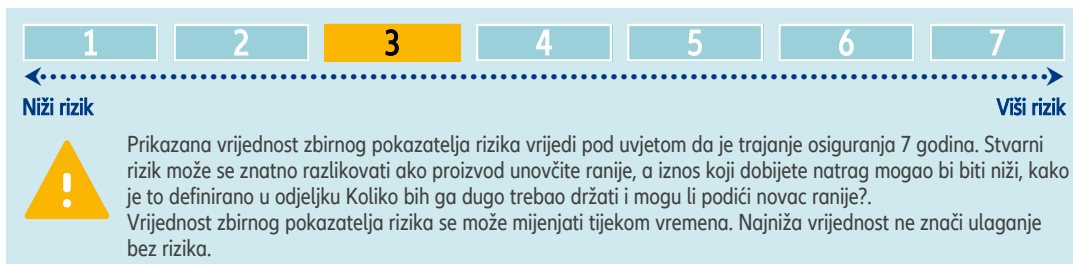 1 2 3 4 5 6 7
Niži rizik Viši rizik
Prikazana vrijednost zbirnog pokazatelja rizika vrijedi pod uvjetom da je trajanje osiguranja 7 godina. Stvarni
rizik može se znatno razlikovati ako proizvod unovčite ranije, a iznos koji dobijete natrag mogao bi biti niži, kako
je to definirano u odjeljku Koliko bih ga dugo trebao držati i mogu li podići novac ranije?.
Vrijednost zbirnog pokazatelja rizika se može mijenjati tijekom vremena. Najniža vrijednost ne znači ulaganje
bez rizika.